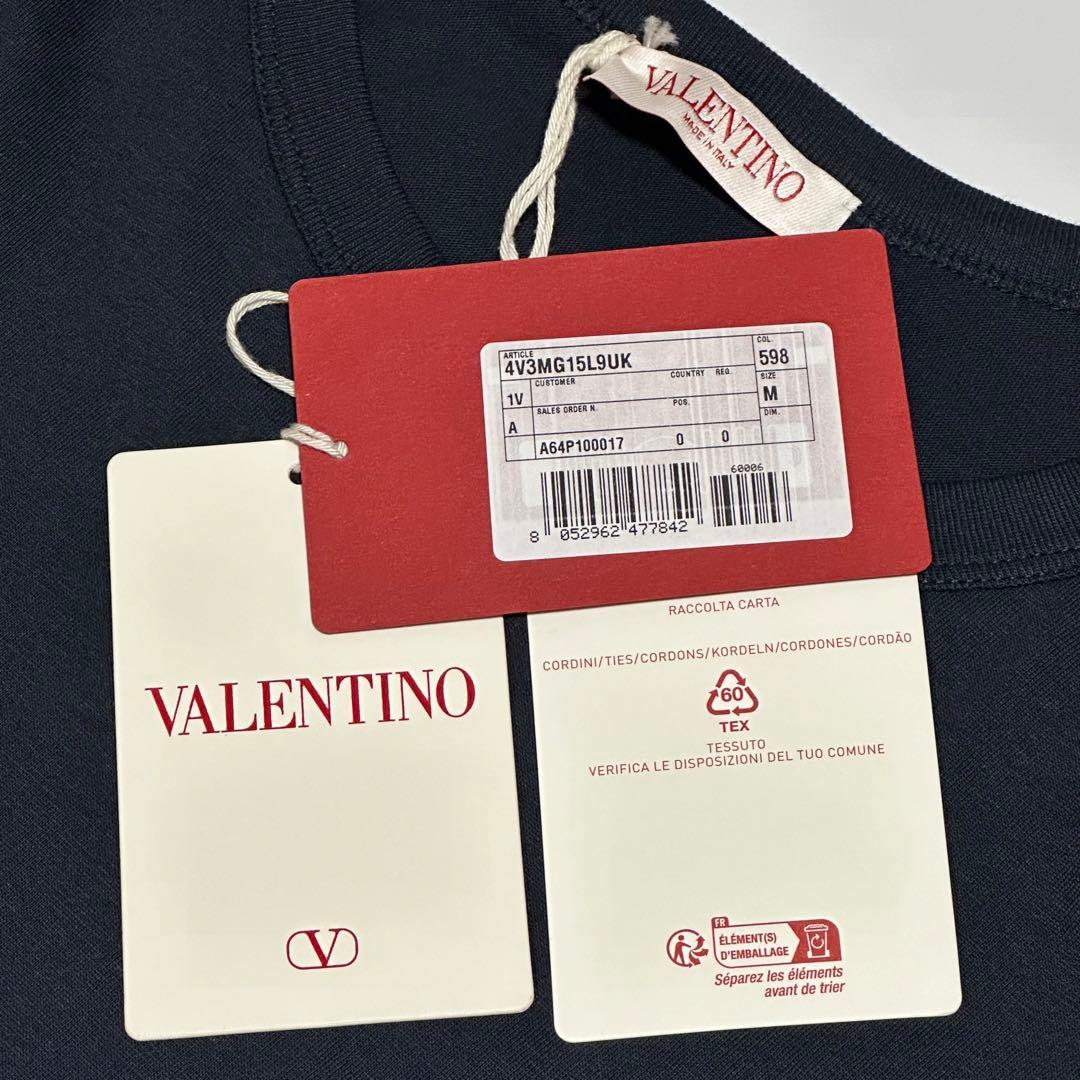 VALENTINO
MADE IN ITALY
ARTICLE
4V3MG15L9UK
COL.
598
1V
CUSTOMER
COUNTRY REG.
SIZE
M
A
SALES ORDER N.
POS.
DIM.
A64P100017 0 0
60006
8 052962 477842
RACCOLTA CARTA
CORDINI/TIES/CORDONS/KORDELN/CORDONES/CORDÃO
60
TEX
TESSUTO
VERIFICA LE DISPOSIZIONI DEL TUO COMUNE
VALENTINO
V
FR
ÉLÉMENT(S)
D'EMBALLAGE
Séparez les éléments
avant de trier